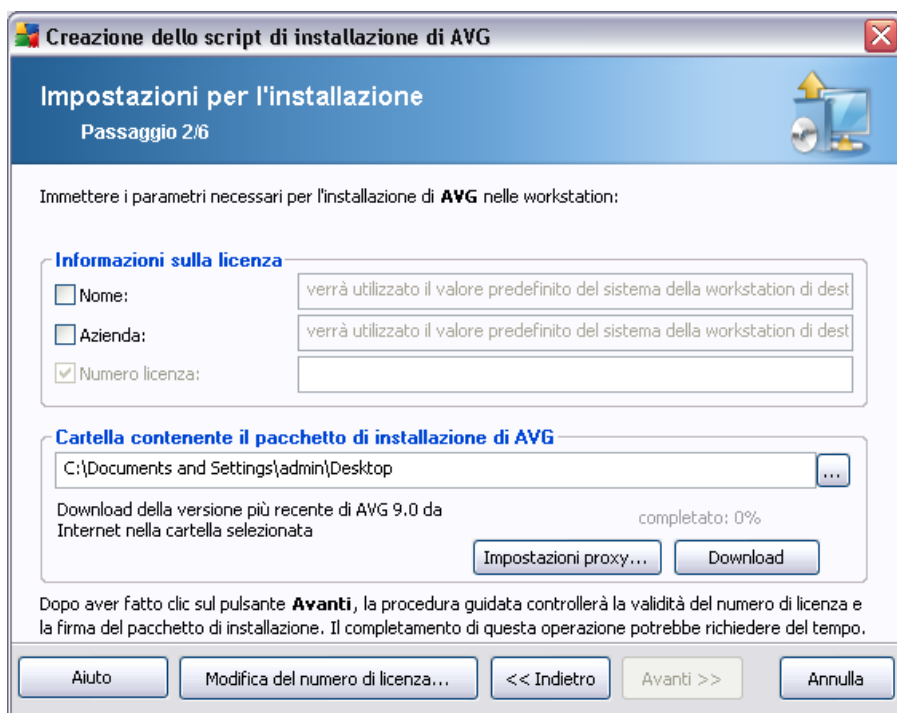 Creazione dello script di installazione di AVG
Impostazioni per l'installazione
Passaggio 2/6
Immettere i parametri necessari per l'installazione di AVG nelle workstation:
Informazioni sulla licenza
Nome:
verrà utilizzato il valore predefinito del sistema della workstation di dest
Azienda:
verrà utilizzato il valore predefinito del sistema della workstation di dest
Numero licenza:
Cartella contenente il pacchetto di installazione di AVG
C:\Documents and Settings\admin\Desktop
...
Download della versione più recente di AVG 9.0 da
Internet nella cartella selezionata
completato: 0%
Impostazioni proxy...
Download
Dopo aver fatto clic sul pulsante Avanti, la procedura guidata controllerà la validità del numero di licenza e
la firma del pacchetto di installazione. Il completamento di questa operazione potrebbe richiedere del tempo.
Aiuto
Modifica del numero di licenza...
<< Indietro
Avanti >>
Annulla